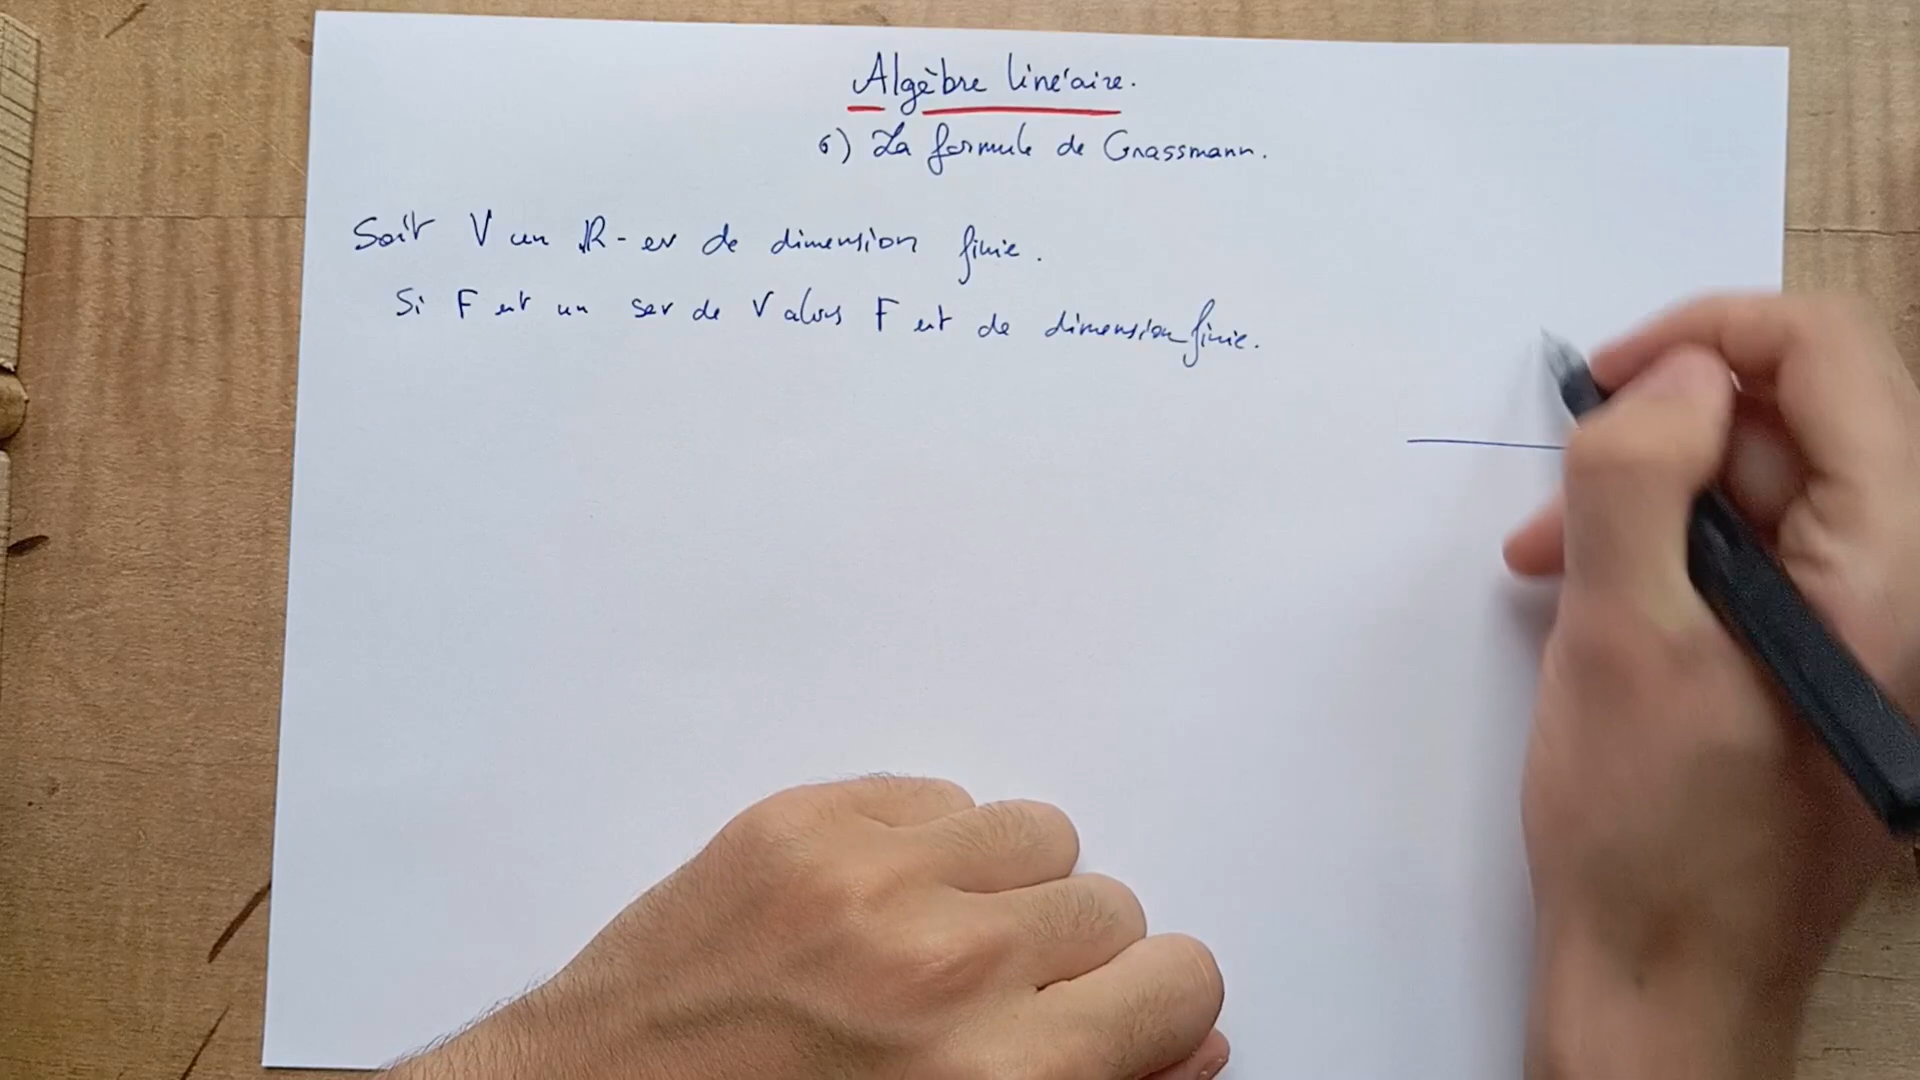 Algèbre linéaire.
6) La formule de Grassmann.
Soit V un ℝ-ev de dimension finie.
Si F est un sev de V alors F est de dimension finie.